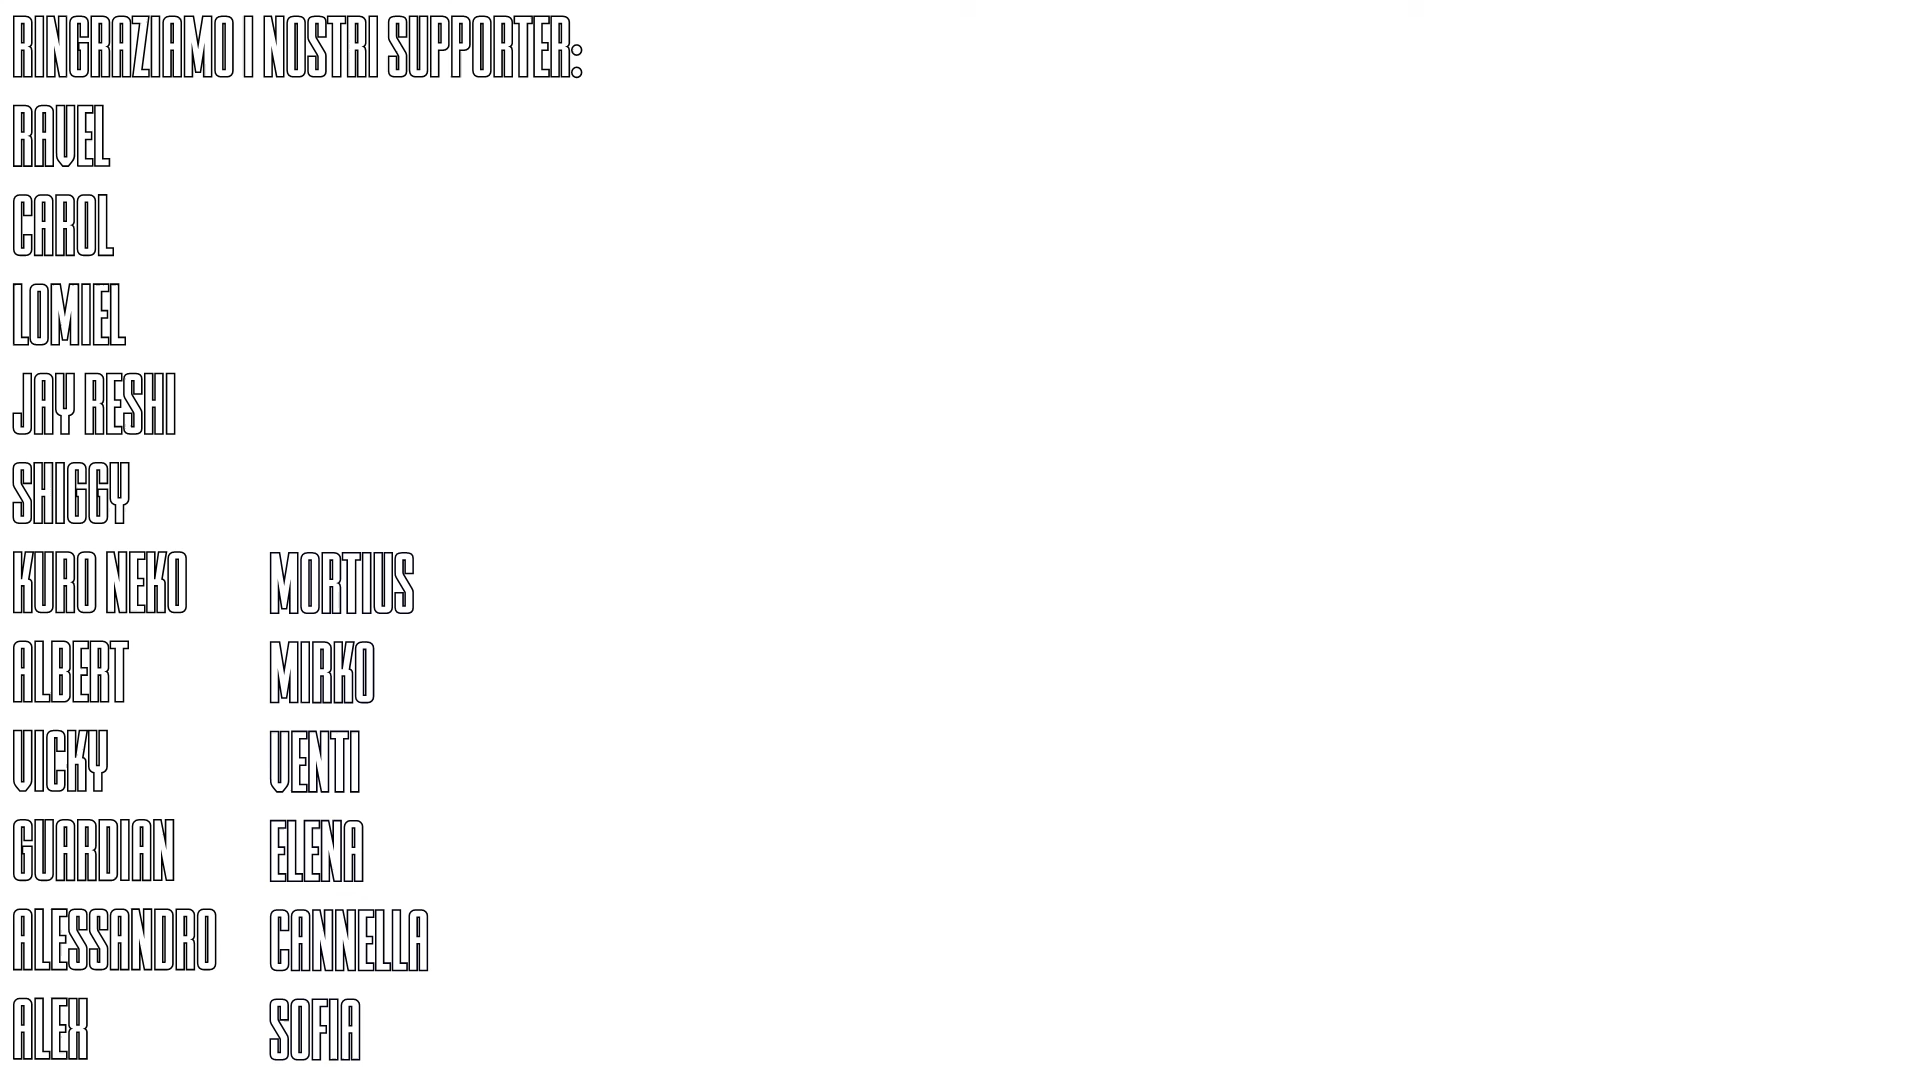 RINGRAZIAMO I NOSTRI SUPPORTER:
RAVEL
CAROL
LOMIEL
JAY RESHI
SHIGGY
KURO NEKO
ALBERT
VICKY
GUARDIAN
ALESSANDRO
ALEX
MORTIUS
MIRKO
VENTI
ELENA
CANNELLA
SOFIA